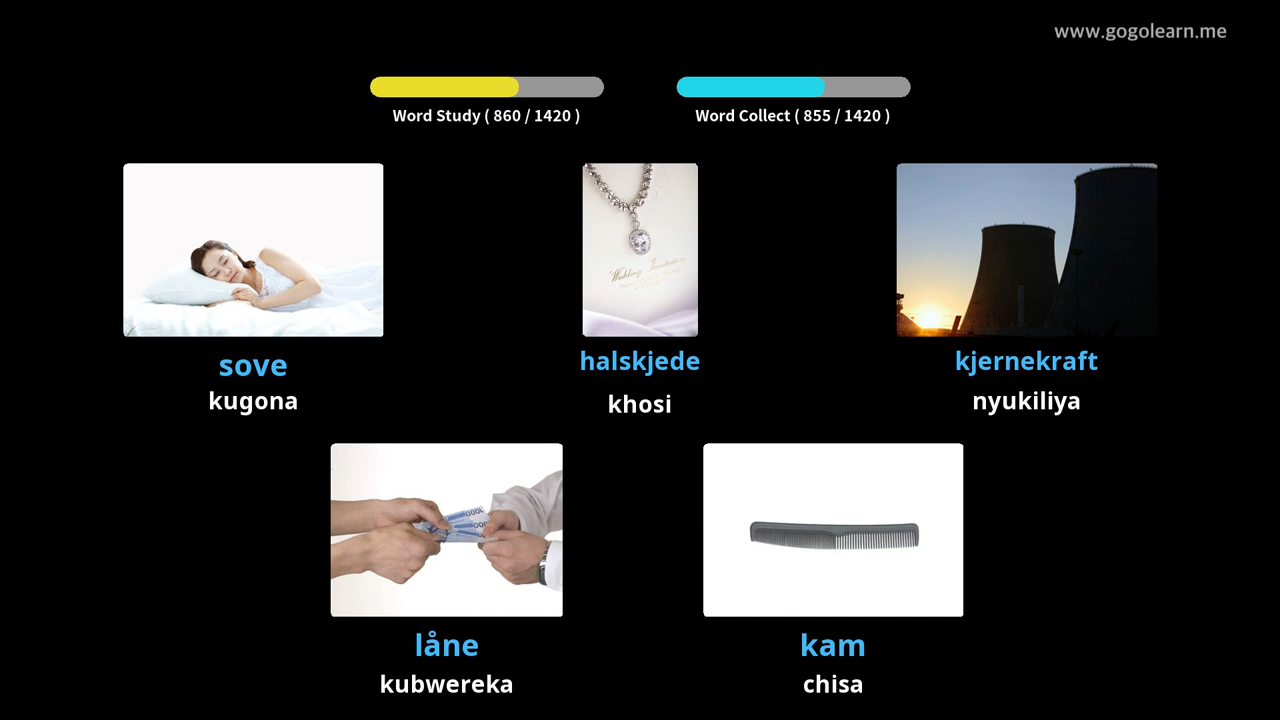 www.gogolearn.me
Word Study ( 860 / 1420 )
Word Collect ( 855 / 1420 )
sove
kugona
halskjede
khosi
kjernekraft
nyukiliya
låne
kubwereka
kam
chisa